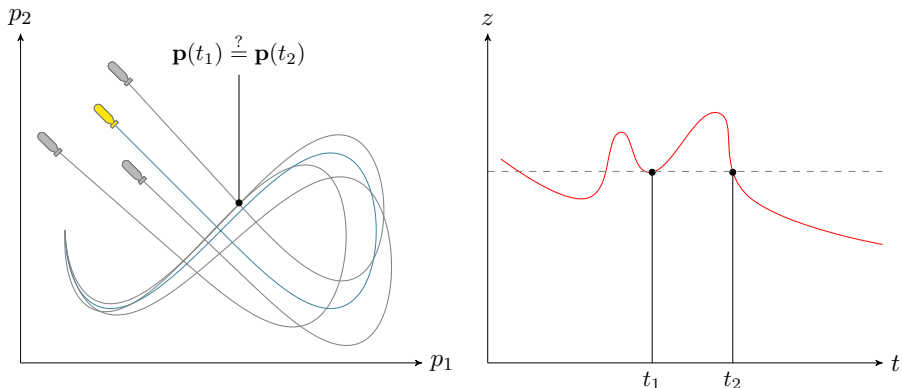 p₂
p(t₁) ≟ p(t₂)
p₁
z
t₁
t₂
t